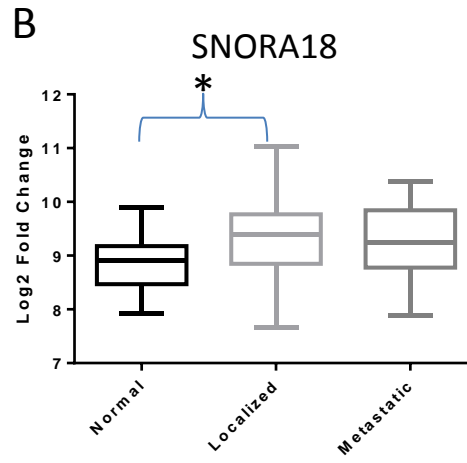 B
SNORA18
*
Log2 Fold Change
12
11
10
9
8
7
Normal
Localized
Metastatic